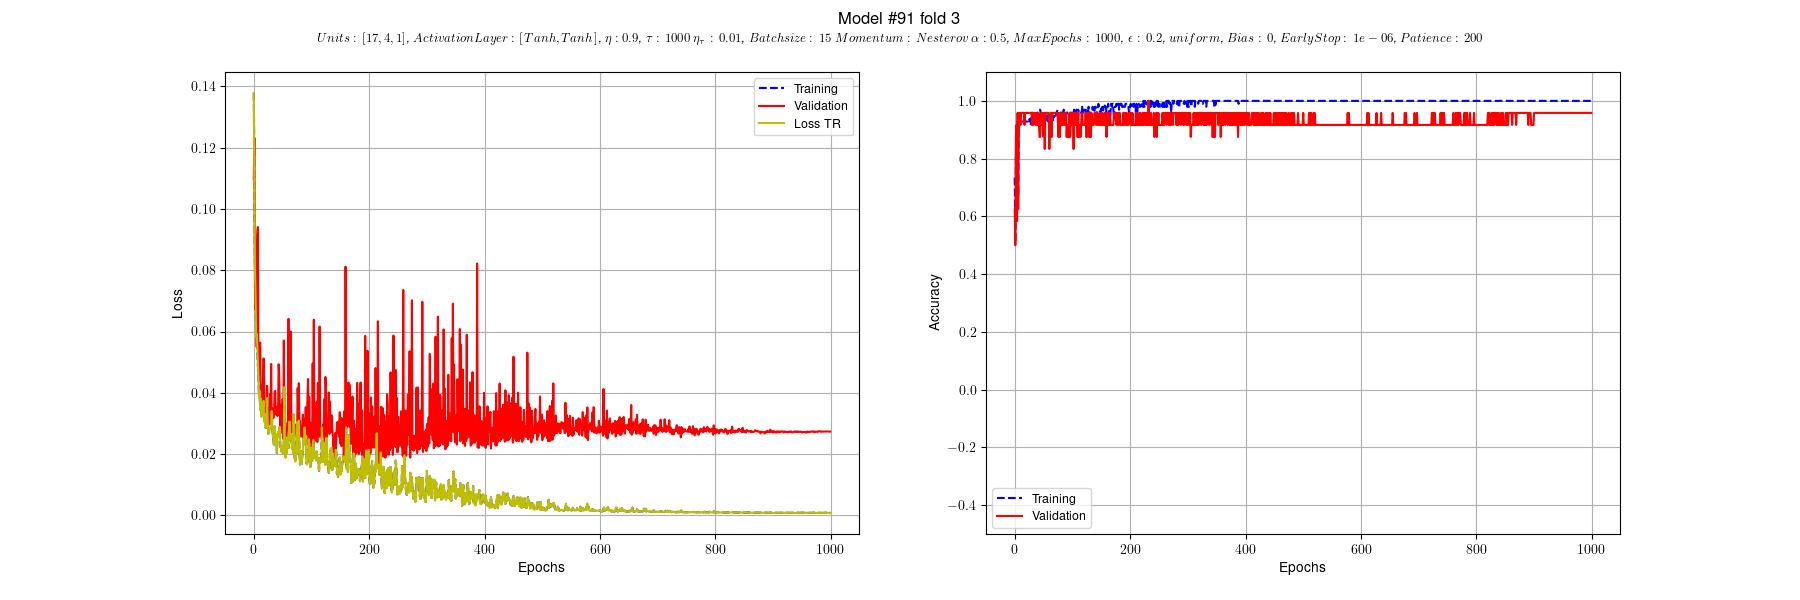 Model #91 fold 3
Units : [17, 4, 1], ActivationLayer : [Tanh, Tanh], η : 0.9, τ : 1000 η_τ : 0.01, Batchsize : 15 Momentum : Nesterov α : 0.5, MaxEpochs : 1000, ϵ : 0.2, uniform, Bias : 0, EarlyStop : 1e − 06, Patience : 200
Loss
0.14
0.12
0.10
0.08
0.06
0.04
0.02
0.00
Training
Validation
Loss TR
0 200 400 600 800 1000
Epochs
Accuracy
1.0
0.8
0.6
0.4
0.2
0.0
−0.2
−0.4
Training
Validation
0 200 400 600 800 1000
Epochs